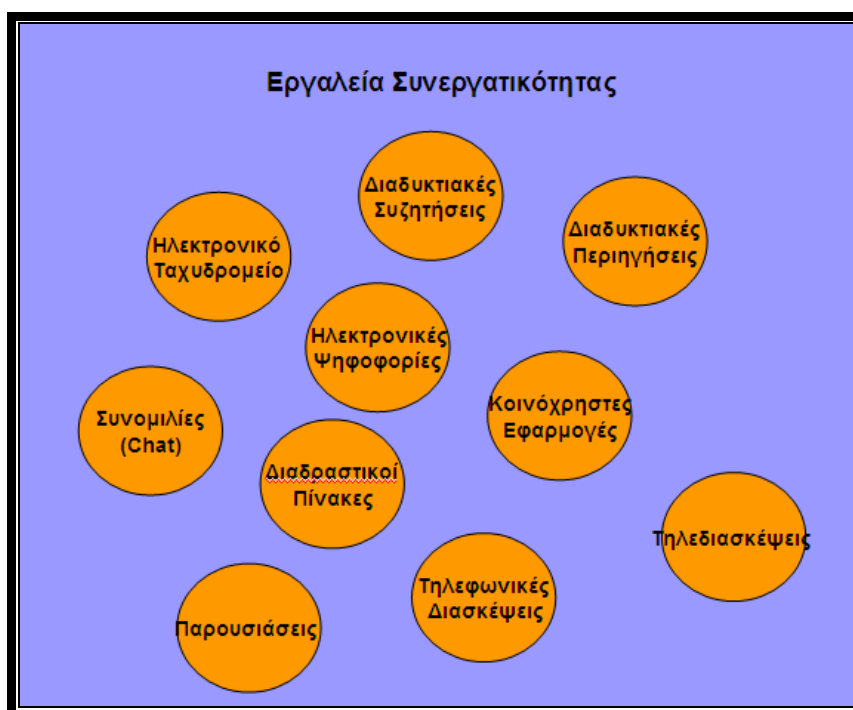 Εργαλεία Συνεργατικότητας
Διαδυκτιακές
Συζητήσεις
Διαδυκτιακές
Περιηγήσεις
Ηλεκτρονικό
Ταχυδρομείο
Ηλεκτρονικές
Ψηφοφορίες
Κοινόχρηστες
Εφαρμογές
Συνομιλίες
(Chat)
Διαδραστικοί
Πίνακες
Τηλεδιασκέψεις
Τηλεφωνικές
Διασκέψεις
Παρουσιάσεις